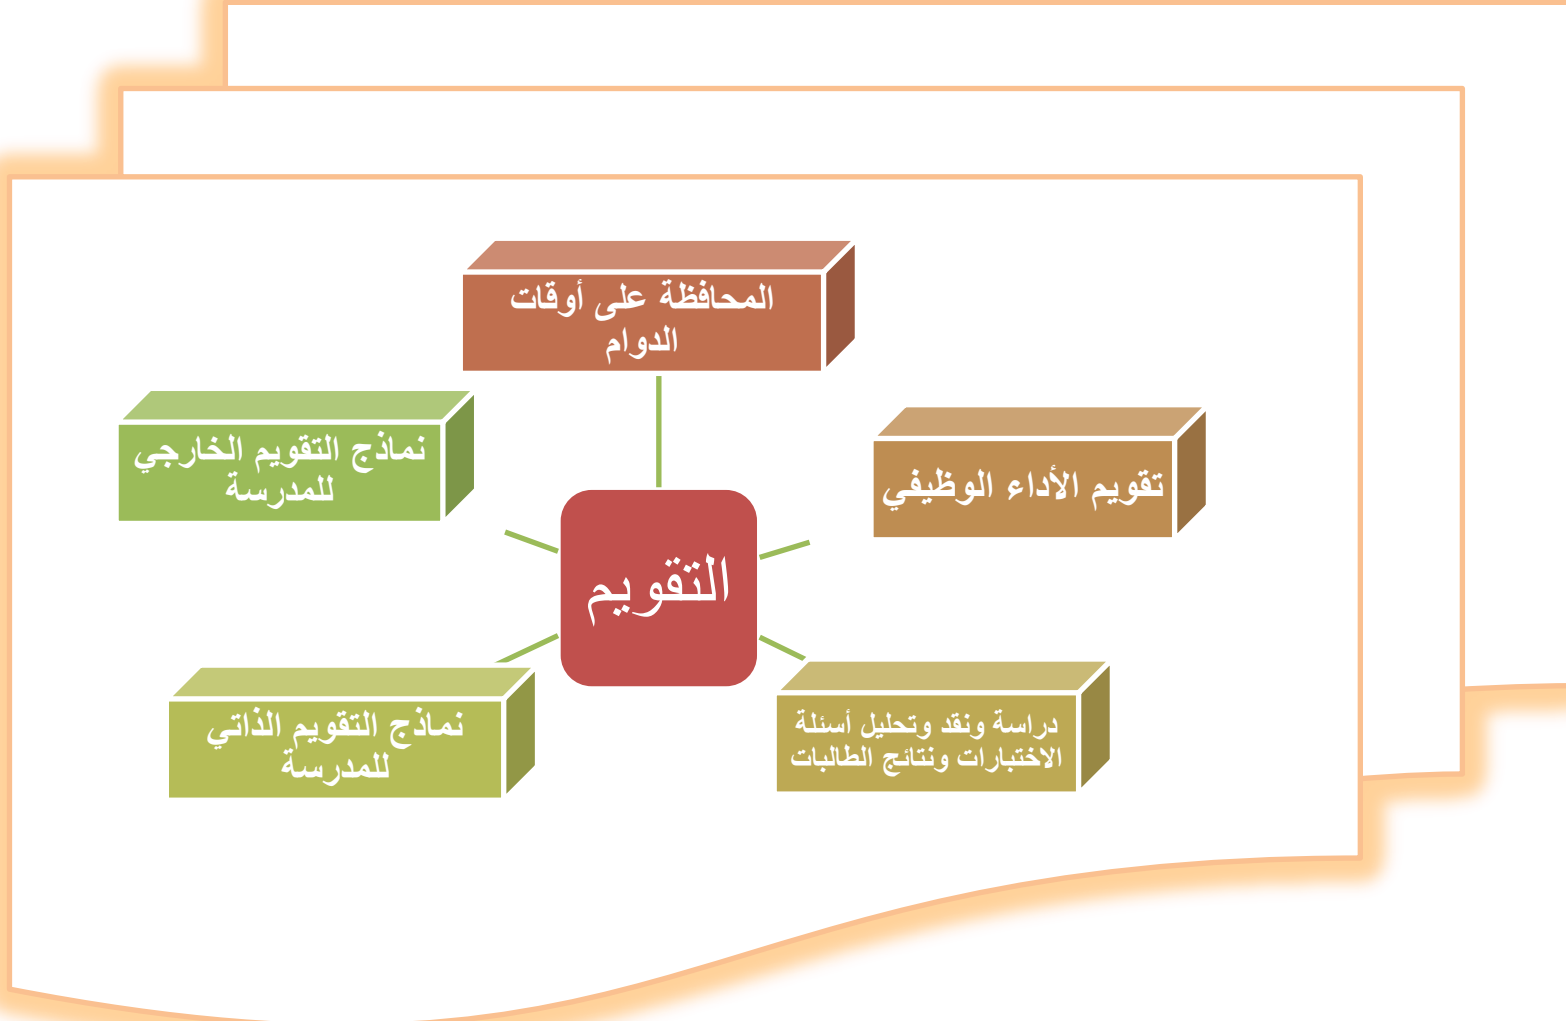 المحافظة على أوقات
الدوام
تقويم الأداء الوظيفي
نماذج التقويم الخارجي
للمدرسة
التقويم
دراسة ونقد وتحليل أسئلة
الاختبارات ونتائج الطالبات
نماذج التقويم الذاتي
للمدرسة